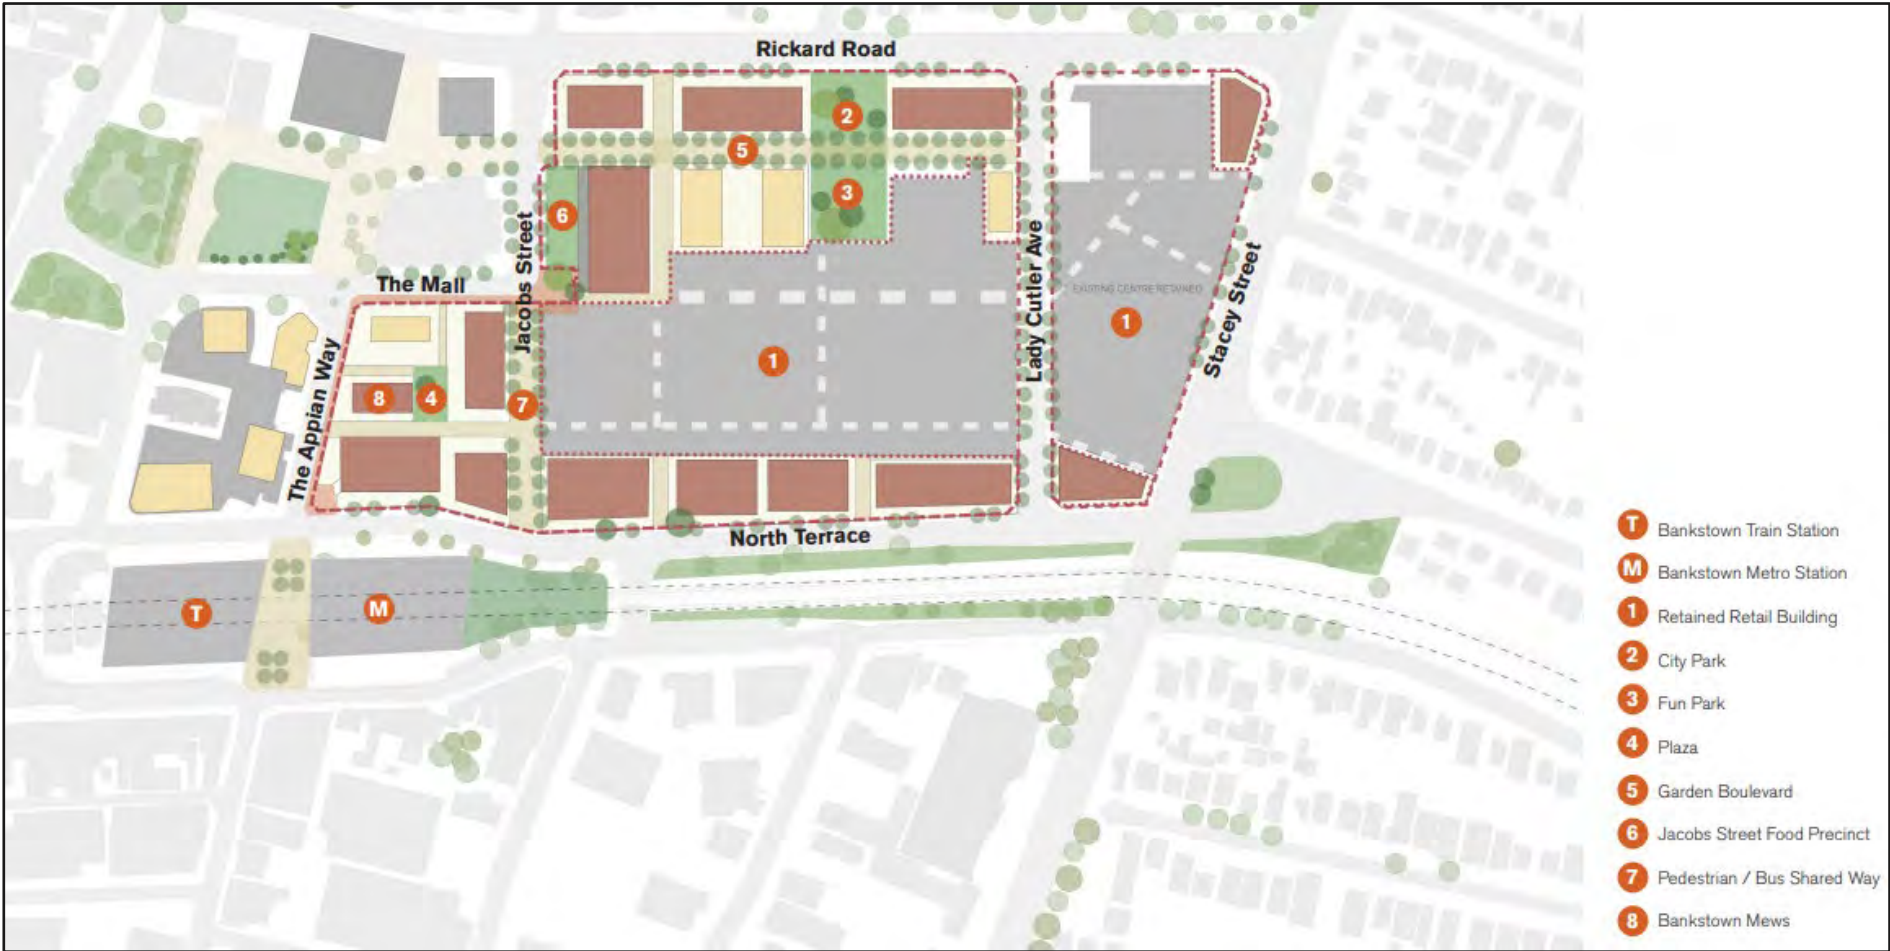 Rickard Road
2
5
3
6
Jacobs Street
The Mall
Lady Cutler Ave
EXISTING CENTRE RETAINED
1
Stacey Street
1
The Appian Way
8
4
7
North Terrace
T
M
T Bankstown Train Station
M Bankstown Metro Station
1 Retained Retail Building
2 City Park
3 Fun Park
4 Plaza
5 Garden Boulevard
6 Jacobs Street Food Precinct
7 Pedestrian / Bus Shared Way
8 Bankstown Mews